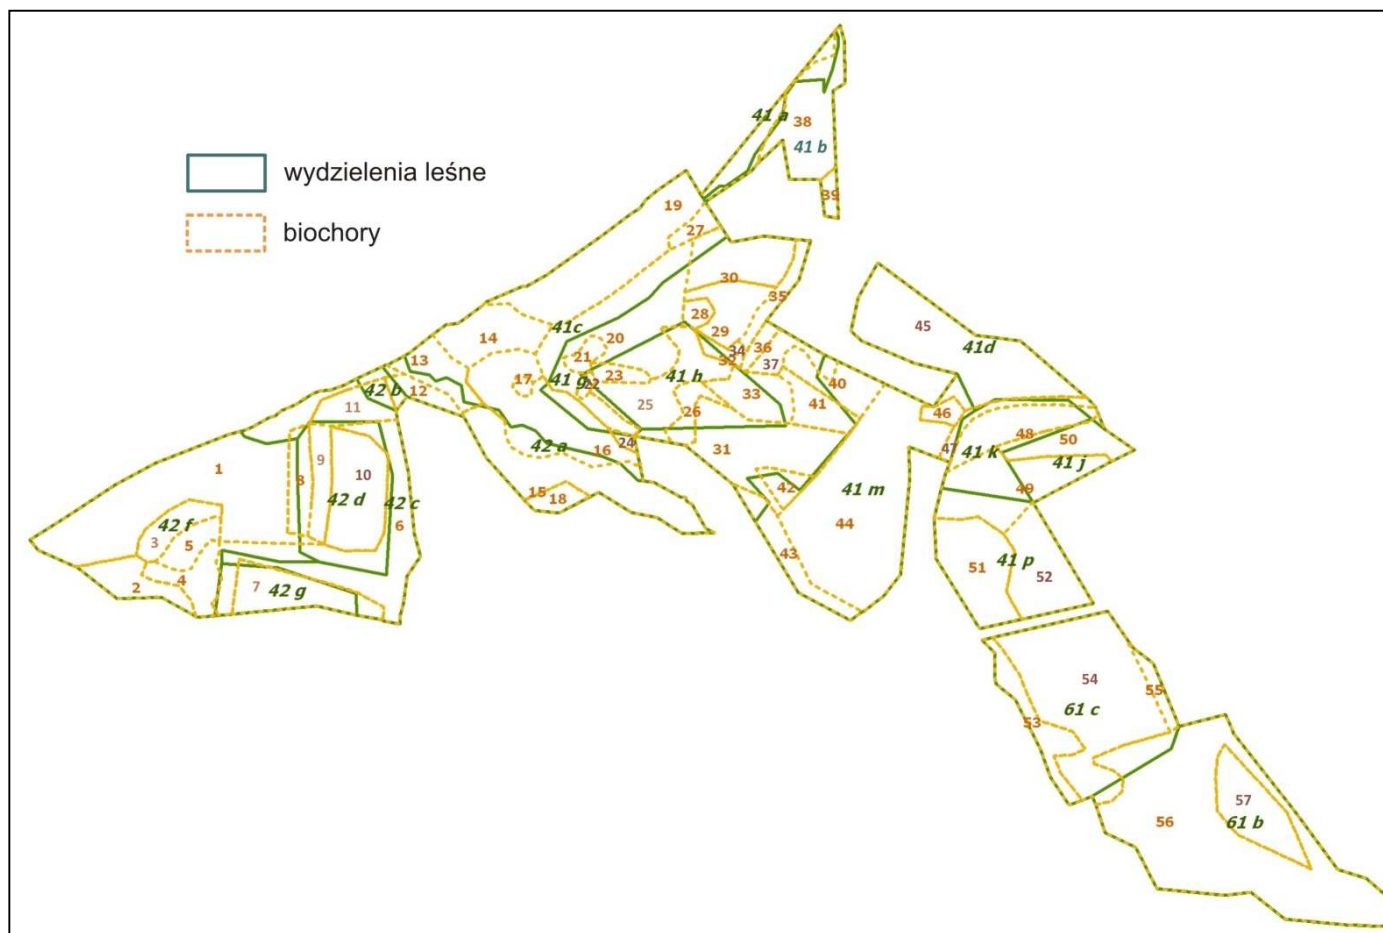 41 a
38
41 b
wydzielenia leśne
39
19
biochory
27
30
35
28
45
41c
29
14
20
41d
34
36
21
32
37
13
23
41 h
41 g
17
22
40
42 b
12
33
25
41
11
26
46
48
50
42 a
24
47
41 k
16
31
9
41 j
1
10
8
42
49
42 d
42 c
41 m
15
18
42 f
6
44
3
5
43
41 p
4
51
52
2
7
42 g
54
55
61 c
53
57
56
61 b